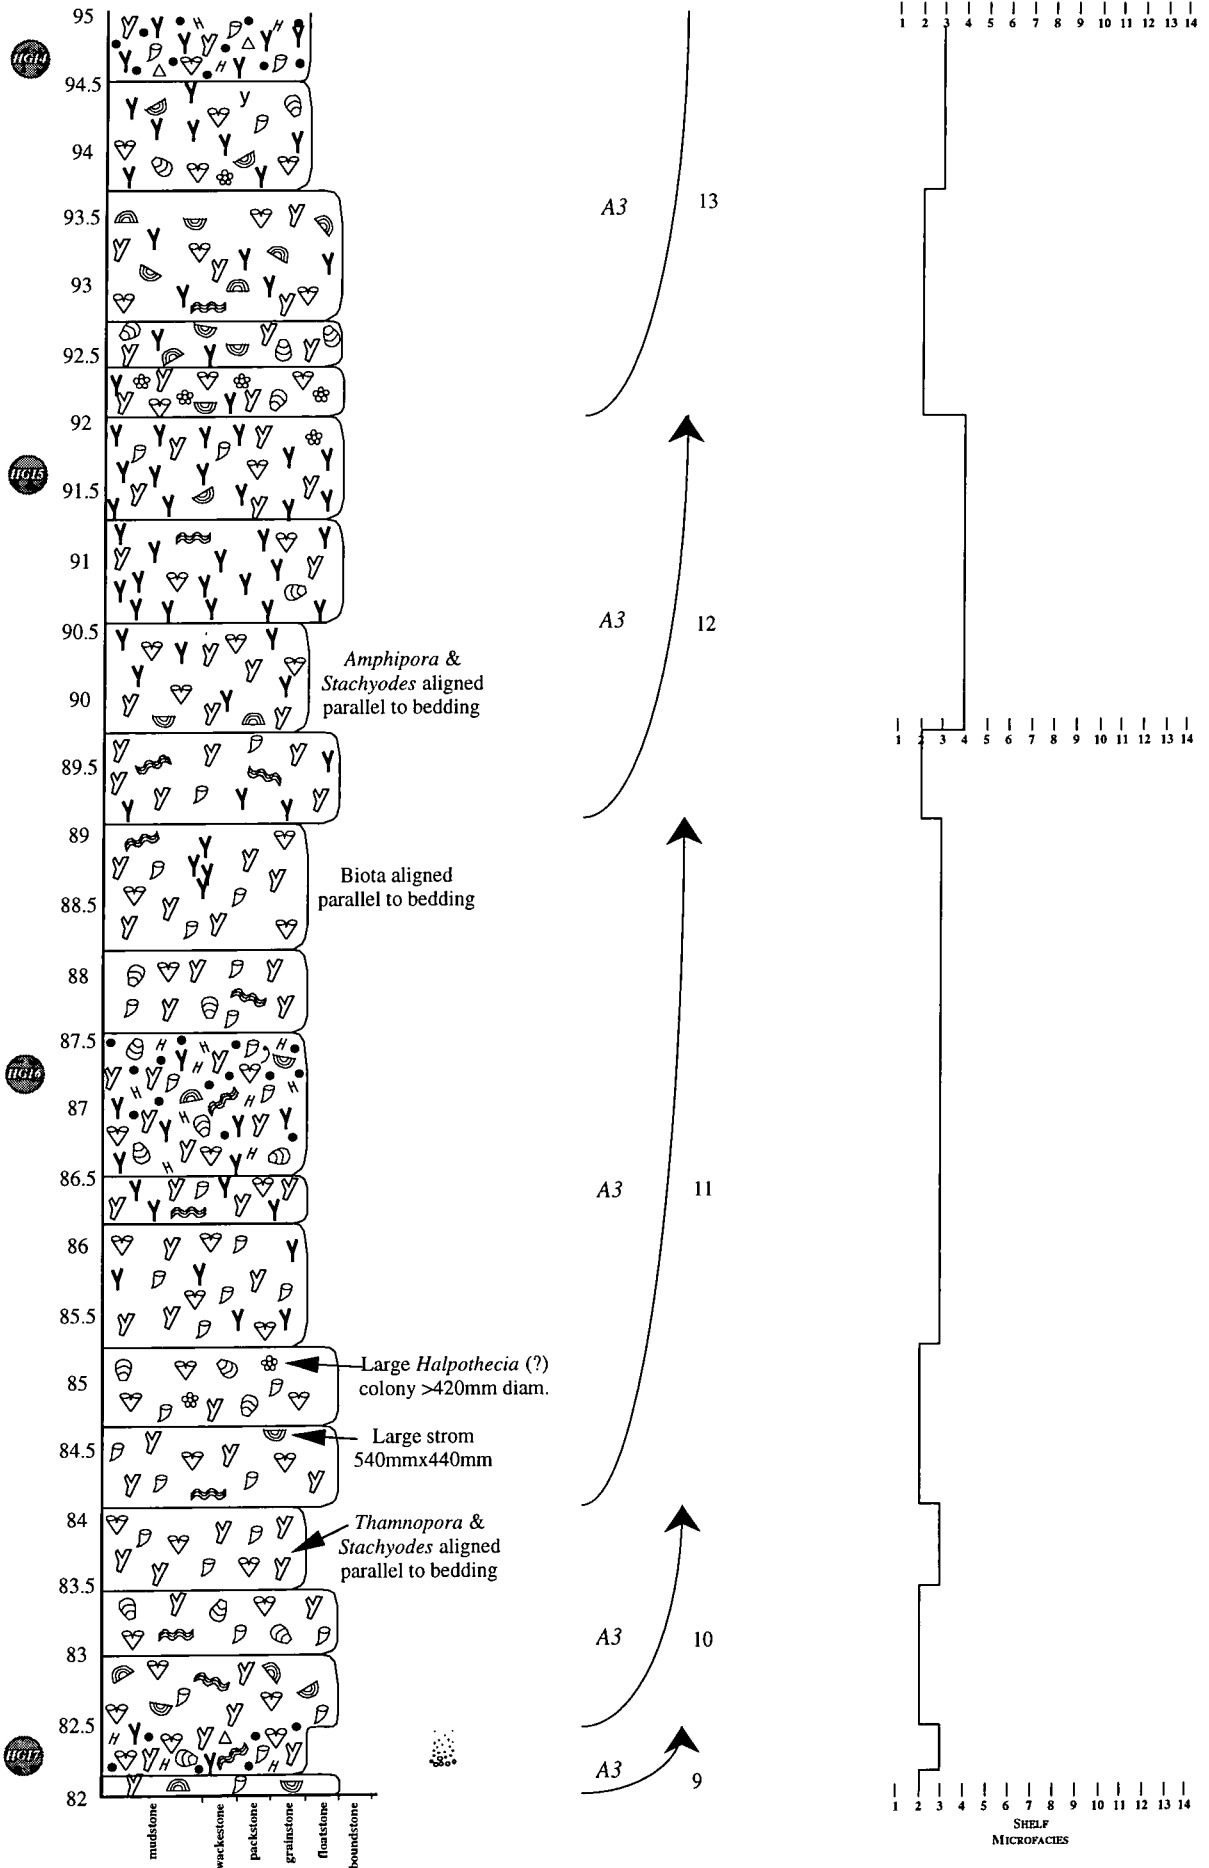 1 2 3 4 5 6 7 8 9 10 11 12 13 14
95
HG14
94.5
94
93.5
A3 13
93
92.5
92
HG15
91.5
91
90.5
A3 12
Amphipora &
Stachyodes aligned
parallel to bedding
90
1 2 3 4 5 6 7 8 9 10 11 12 13 14
89.5
89
Biota aligned
parallel to bedding
88.5
88
87.5
HG16
87
86.5
A3 11
86
85.5
Large Halpothecia (?)
colony >420mm diam.
85
Large strom
540mmx440mm
84.5
84
Thamnopora &
Stachyodes aligned
parallel to bedding
83.5
A3 10
83
82.5
HG17
A3 9
82
mudstone
wackestone
packstone
grainstone
floatstone
boundstone
1 2 3 4 5 6 7 8 9 10 11 12 13 14
SHELF
MICROFACIES